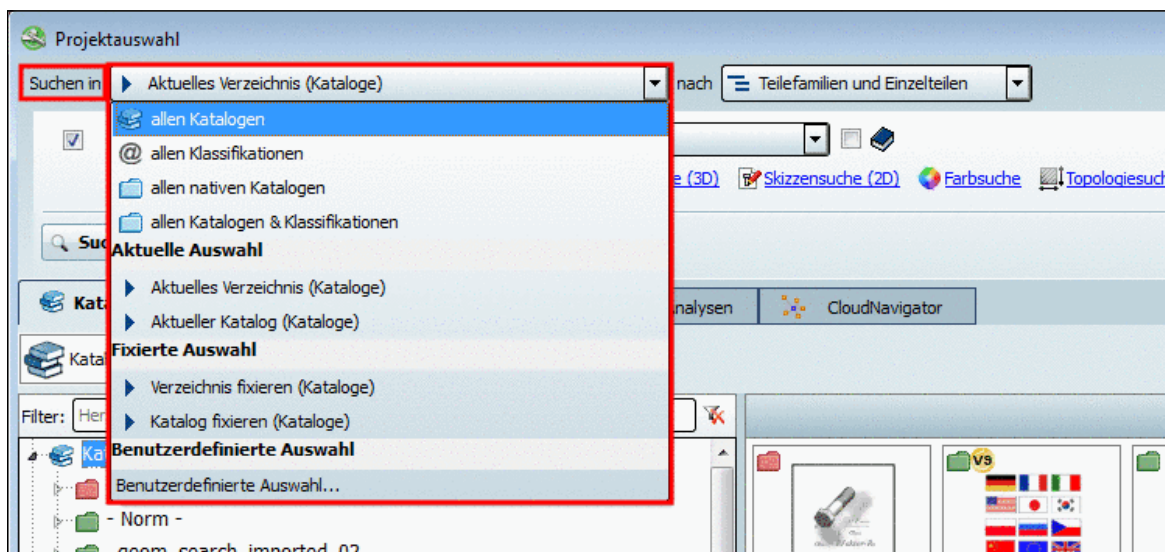 Projektauswahl
Suchen in Aktuelles Verzeichnis (Kataloge) nach Teilefamilien und Einzelteilen
allen Katalogen
@ allen Klassifikationen
allen nativen Katalogen
(3D) Skizzensuche (2D) Farbsuche
allen Katalogen & Klassifikationen
Aktuelle Auswahl
Aktuelles Verzeichnis (Kataloge)
Aktueller Katalog (Kataloge)
CloudNavigator
Fixierte Auswahl
Verzeichnis fixieren (Kataloge)
Filter:
Katalog fixieren (Kataloge)
Benutzerdefinierte Auswahl
V9
Benutzerdefinierte Auswahl...
- Norm -